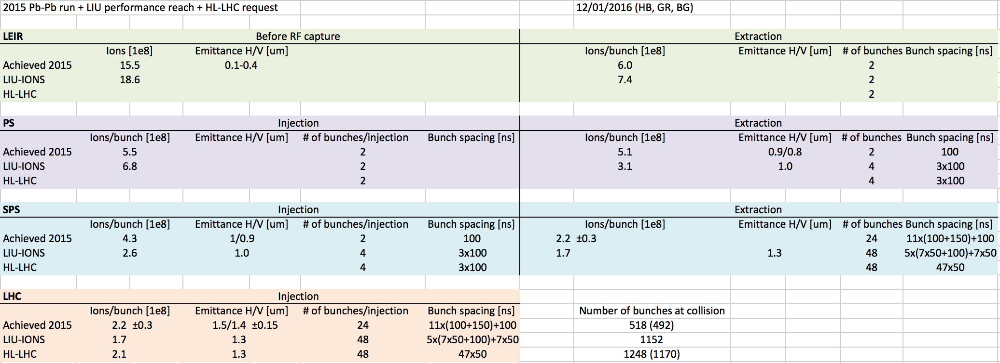 2015 Pb-Pb run + LIU performance reach + HL-LHC request 12/01/2016 (HB, GR, BG)
LEIR Before RF capture Extraction
Ions [1e8] Emittance H/V [um] Ions/bunch [1e8] Emittance H/V [um] # of bunches Bunch spacing [ns]
Achieved 2015 15.5 0.1-0.4 6.0 2
LIU-IONS 18.6 7.4 2
HL-LHC 2
PS Injection Extraction
Ions/bunch [1e8] Emittance H/V [um] # of bunches/injection Bunch spacing [ns] Ions/bunch [1e8] Emittance H/V [um] # of bunches Bunch spacing [ns]
Achieved 2015 5.5 2 5.1 0.9/0.8 2 100
LIU-IONS 6.8 2 3.1 1.0 4 3x100
HL-LHC 2 4 3x100
SPS Injection Extraction
Ions/bunch [1e8] Emittance H/V [um] # of bunches/injection Bunch spacing [ns] Ions/bunch [1e8] Emittance H/V [um] # of bunches Bunch spacing [ns]
Achieved 2015 4.3 1/0.9 2 100 2.2 ±0.3 24 11x(100+150)+100
LIU-IONS 2.6 1.0 4 3x100 1.7 1.3 48 5x(7x50+100)+7x50
HL-LHC 4 3x100 48 47x50
LHC Injection
Ions/bunch [1e8] Emittance H/V [um] # of bunches/injection Bunch spacing [ns] Number of bunches at collision
Achieved 2015 2.2 ±0.3 1.5/1.4 ±0.15 24 11x(100+150)+100 518 (492)
LIU-IONS 1.7 1.3 48 5x(7x50+100)+7x50 1152
HL-LHC 2.1 1.3 48 47x50 1248 (1170)